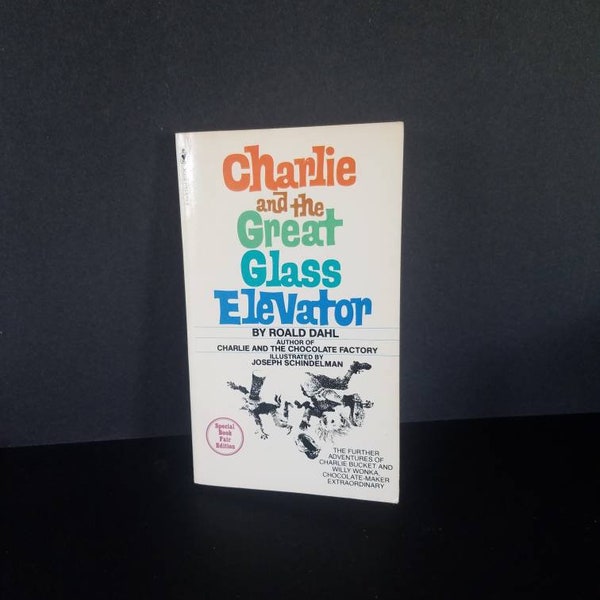 Charlie
and the
Great
Glass
Elevator
BY ROALD DAHL
AUTHOR OF
CHARLIE AND THE CHOCOLATE FACTORY
ILLUSTRATED BY
JOSEPH SCHINDELMAN
Special
Book
Fair
Edition
THE FURTHER
ADVENTURES OF
CHARLIE BUCKET AND
WILLY WONKA,
CHOCOLATE-MAKER
EXTRAORDINARY